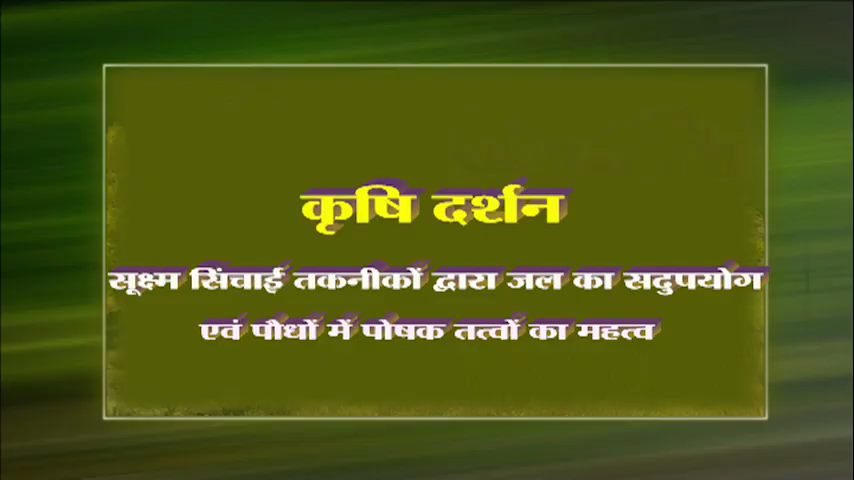 कृषि दर्शन
सूक्ष्म सिंचाई तकनीकों द्वारा जल का सदुपयोग
एवं पौधों में पोषक तत्वों का महत्व